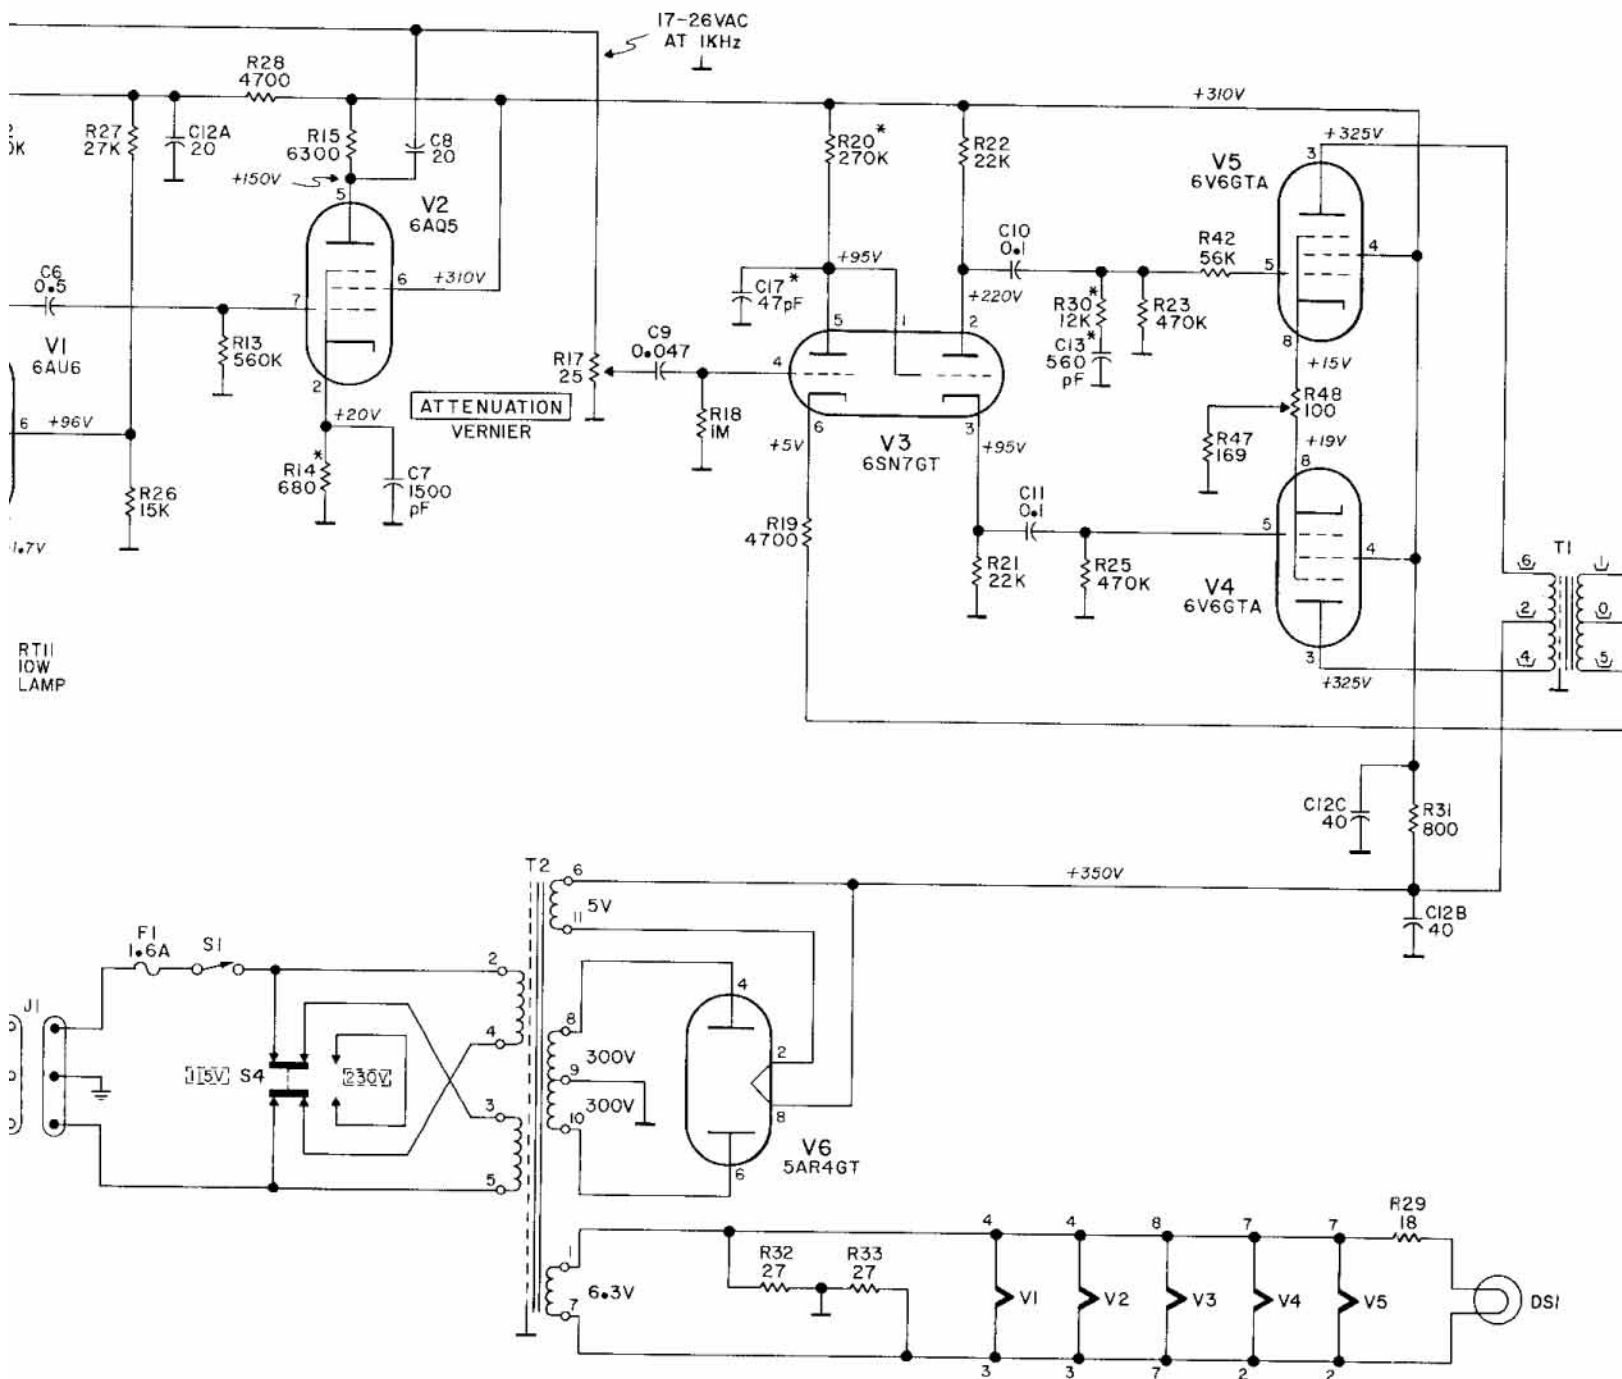 17-26VAC
AT 1KHz
R28
4700
+310V
+325V
R27
27K
C12A
20
R15
6300
C8
20
R20*
270K
R22
22K
3
V5
6V6GTA
+150V
5
V2
6AQ5
C6
0.5
7
6
+310V
+95V
C17*
47pF
C10
0.1
R42
56K
5
4
+220V
R30*
12K
R23
470K
V1
6AU6
R13
560K
5
1
2
C13*
560
pF
8
+15V
C9
0.047
R17
25
4
2
+20V
ATTENUATION
VERNIER
R18
1M
R48
100
6
+96V
+5V
6
V3
6SN7GT
3
+95V
R47
169
+19V
8
R14*
680
C7
1500
pF
R26
15K
R19
4700
C11
0.1
5
4
T1
R21
22K
R25
470K
V4
6V6GTA
6
1
2
0
4
5
3
+325V
RT11
10W
LAMP
C12C
40
R31
800
T2
6
5V
11
+350V
C12B
40
F1
1.6A
S1
2
4
J1
4
8
300V
9
300V
10
2
8
115V
S4
230V
3
5
V6
5AR4GT
6
1
6.3V
7
R32
27
R33
27
4
4
8
7
7
R29
18
V1
V2
V3
V4
V5
DS1
3
3
7
2
2